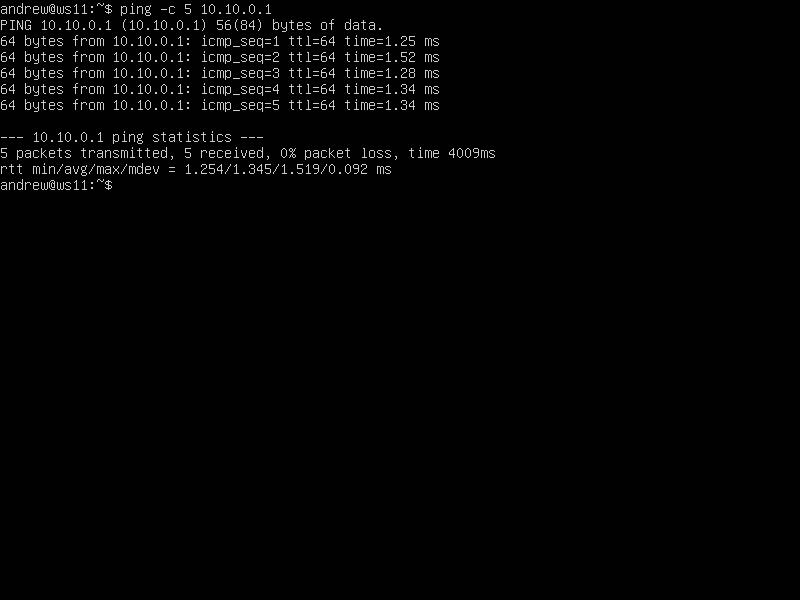 andrew@ws11:~$ ping -c 5 10.10.0.1
PING 10.10.0.1 (10.10.0.1) 56(84) bytes of data.
64 bytes from 10.10.0.1: icmp_seq=1 ttl=64 time=1.25 ms
64 bytes from 10.10.0.1: icmp_seq=2 ttl=64 time=1.52 ms
64 bytes from 10.10.0.1: icmp_seq=3 ttl=64 time=1.28 ms
64 bytes from 10.10.0.1: icmp_seq=4 ttl=64 time=1.34 ms
64 bytes from 10.10.0.1: icmp_seq=5 ttl=64 time=1.34 ms

--- 10.10.0.1 ping statistics ---
5 packets transmitted, 5 received, 0% packet loss, time 4009ms
rtt min/avg/max/mdev = 1.254/1.345/1.519/0.092 ms
andrew@ws11:~$